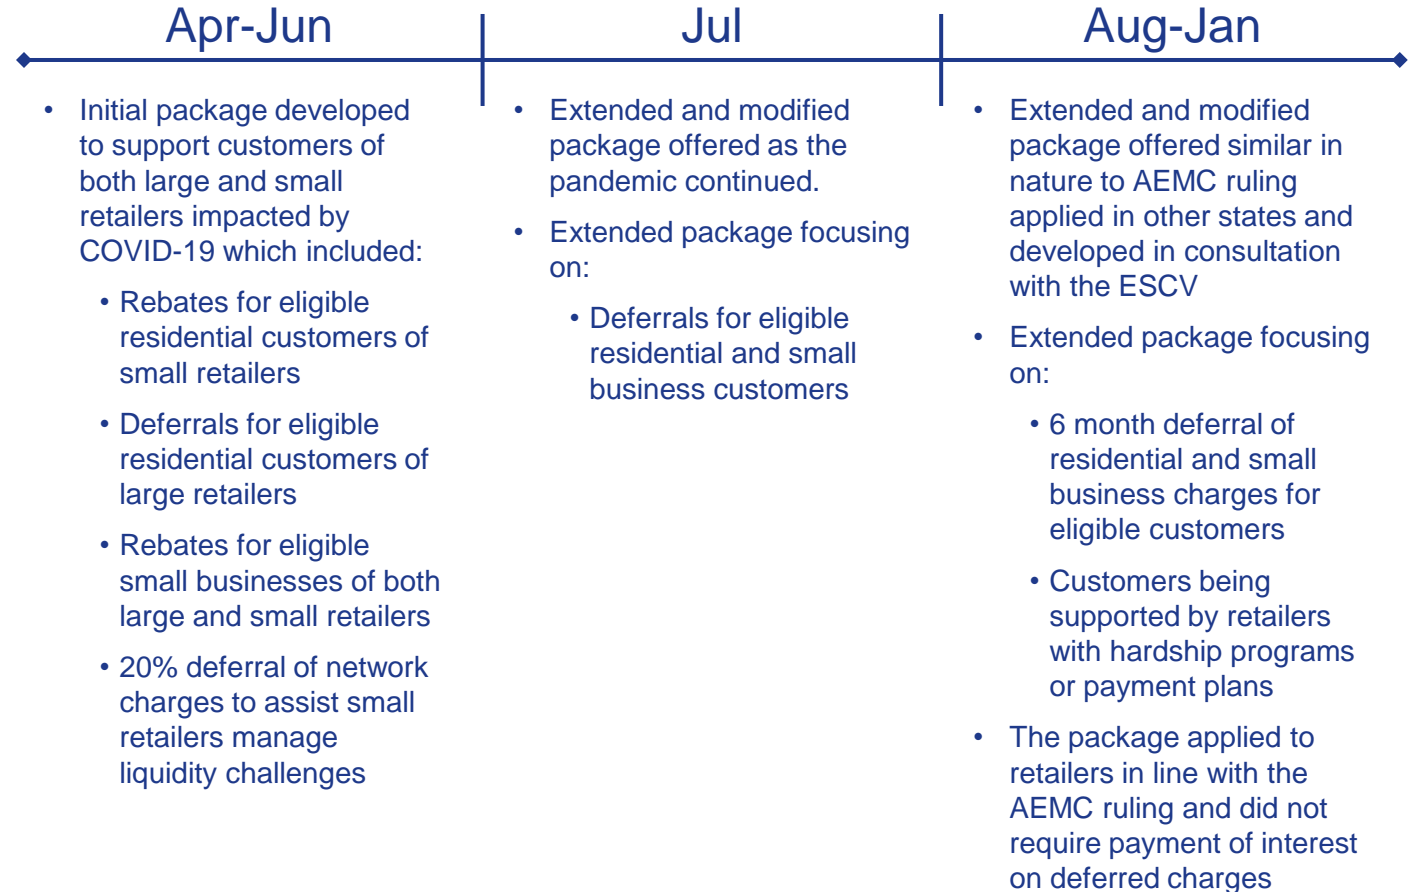 Apr-Jun
• Initial package developed
to support customers of
both large and small
retailers impacted by
COVID-19 which included:
• Rebates for eligible
residential customers of
small retailers
• Deferrals for eligible
residential customers of
large retailers
• Rebates for eligible
small businesses of both
large and small retailers
• 20% deferral of network
charges to assist small
retailers manage
liquidity challenges
Jul
• Extended and modified
package offered as the
pandemic continued.
• Extended package focusing
on:
• Deferrals for eligible
residential and small
business customers
Aug-Jan
• Extended and modified
package offered similar in
nature to AEMC ruling
applied in other states and
developed in consultation
with the ESCV
• Extended package focusing
on:
• 6 month deferral of
residential and small
business charges for
eligible customers
• Customers being
supported by retailers
with hardship programs
or payment plans
• The package applied to
retailers in line with the
AEMC ruling and did not
require payment of interest
on deferred charges